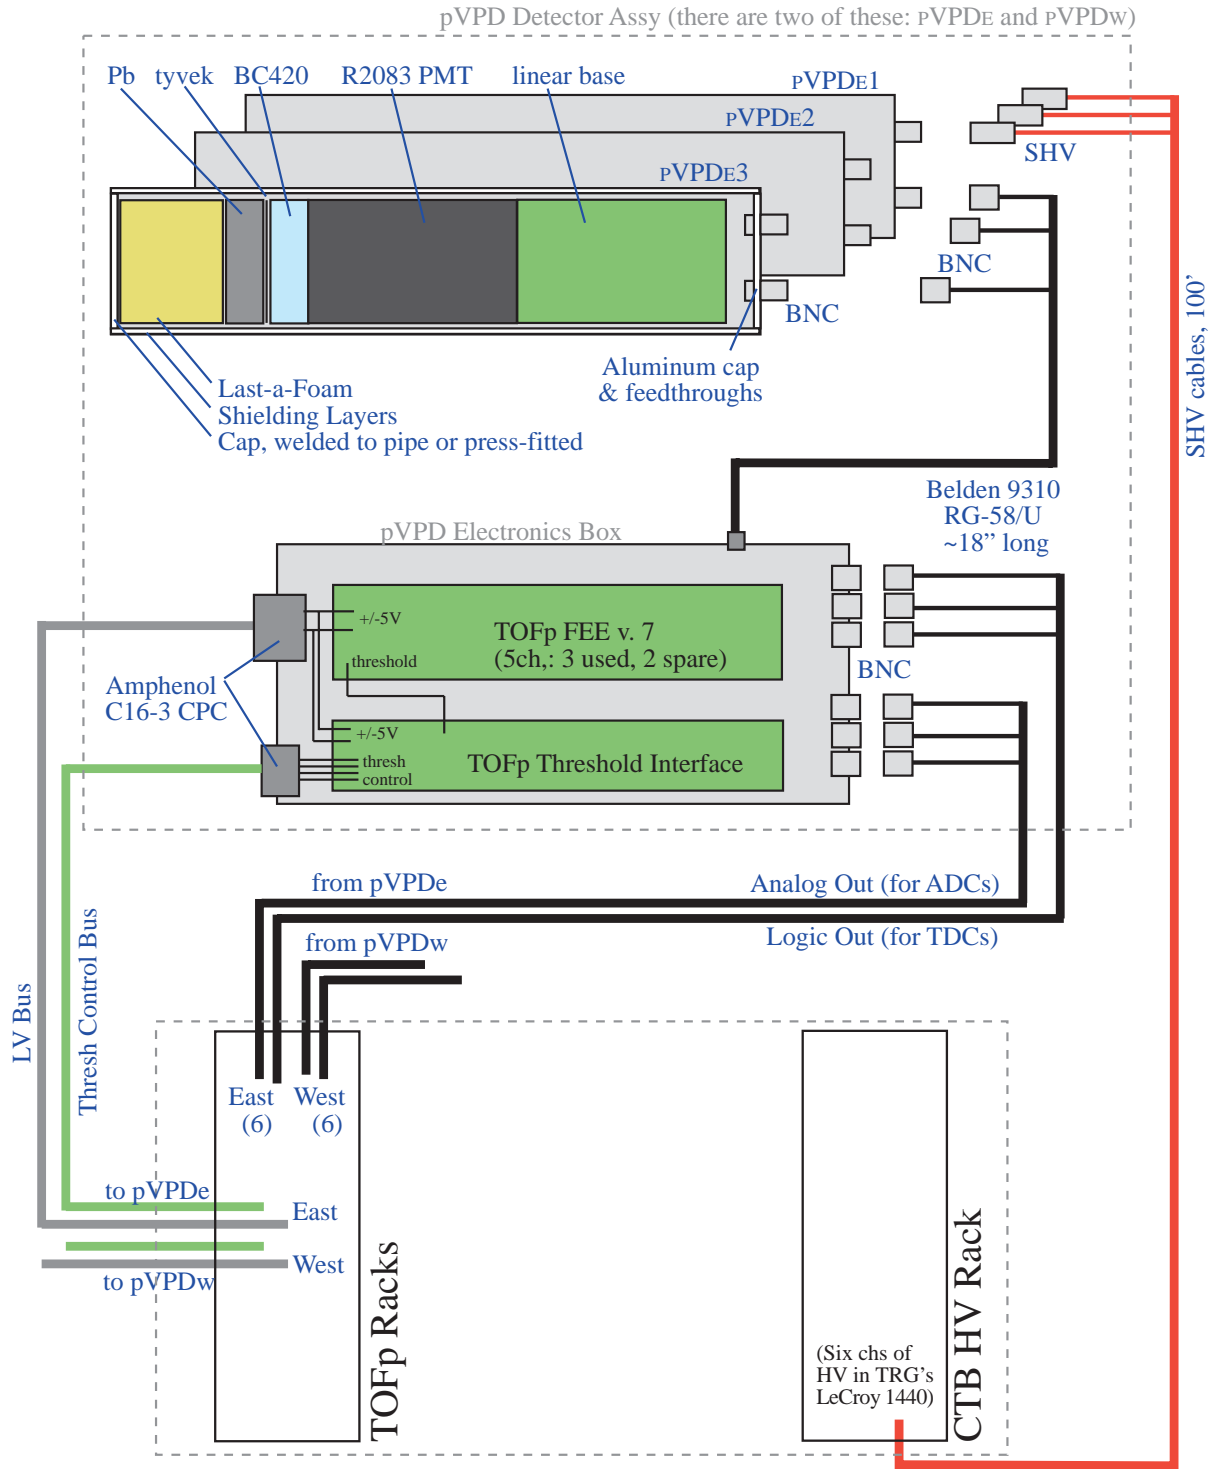 pVPD Detector Assy (there are two of these: pVPDE and pVPDW)
Pb
tyvek
BC420
R2083 PMT
linear base
pVPDE1
pVPDE2
pVPDE3
SHV
BNC
BNC
Aluminum cap
& feedthroughs
Last-a-Foam
Shielding Layers
Cap, welded to pipe or press-fitted
SHV cables, 100’
Belden 9310
RG-58/U
~18” long
pVPD Electronics Box
+/-5V
TOFp FEE v. 7
(5ch,: 3 used, 2 spare)
threshold
BNC
Amphenol
C16-3 CPC
+/-5V
thresh
control
TOFp Threshold Interface
from pVPDe
Analog Out (for ADCs)
Logic Out (for TDCs)
from pVPDw
LV Bus
Thresh Control Bus
East
(6)
West
(6)
to pVPDe
East
West
to pVPDw
TOFp Racks
(Six chs of
HV in TRG’s
LeCroy 1440)
CTB HV Rack